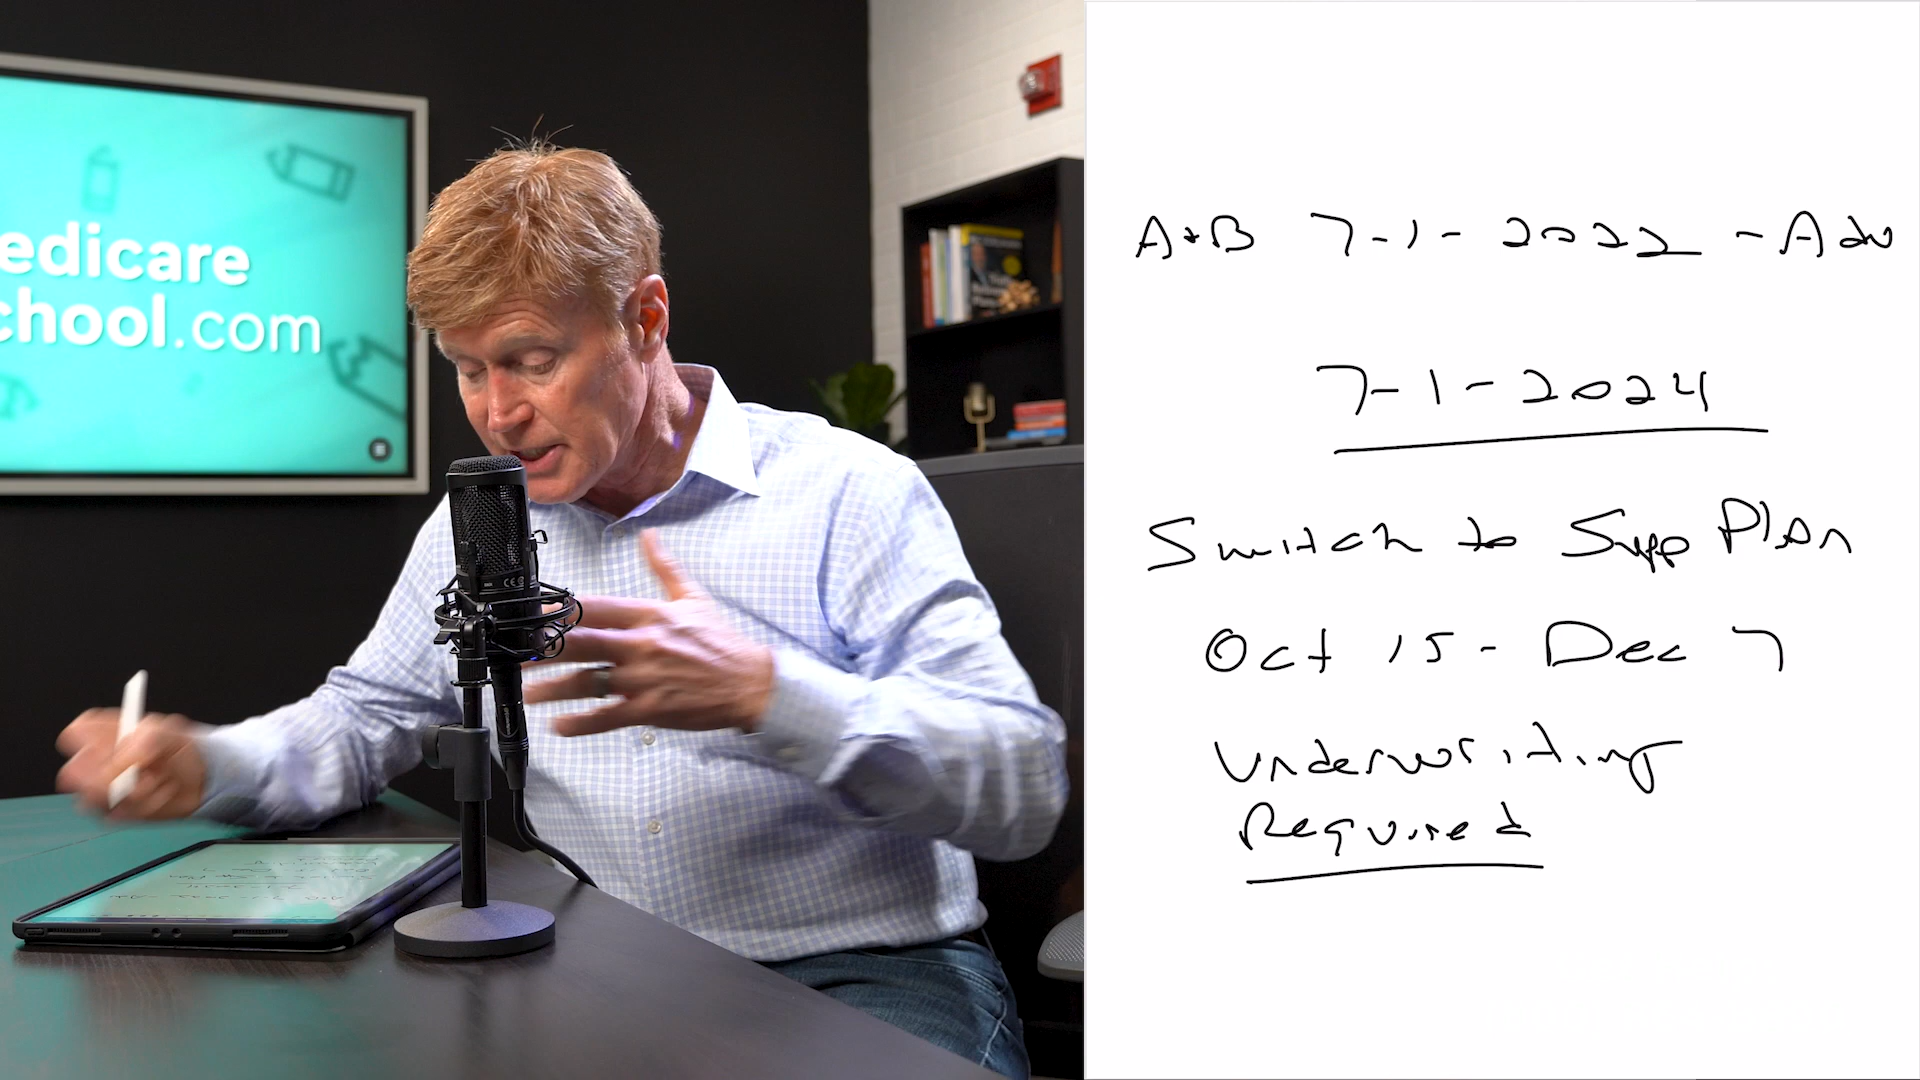 edicare
chool.com
A+B 7-1-2022 - Adv
7-1-2024
Switch to Supp Plan
Oct 15 - Dec 7
Underwriting
Required